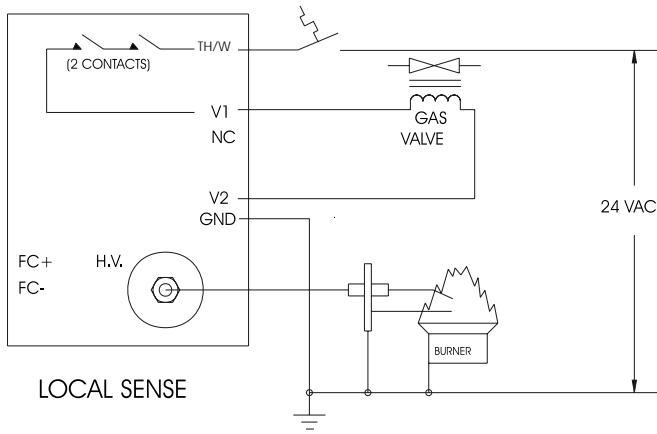 TH/W
(2 CONTACTS)
V1
GAS
VALVE
NC
V2
24 VAC
GND
FC+
H.V.
FC-
BURNER
LOCAL SENSE